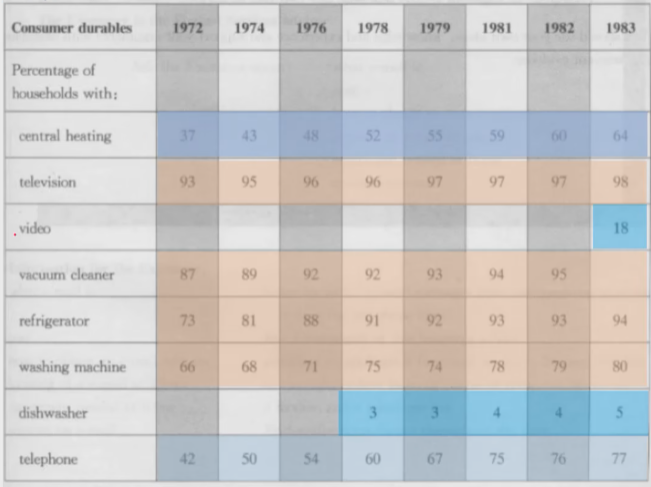 Consumer durables 1972 1974 1976 1978 1979 1981 1982 1983
Percentage of
households with:
central heating 37 43 48 52 55 59 60 64
television 93 95 96 96 97 97 97 98
video 18
vacuum cleaner 87 89 92 92 93 94 95
refrigerator 73 81 88 91 92 93 93 94
washing machine 66 68 71 75 74 78 79 80
dishwasher 3 3 4 4 5
telephone 42 50 54 60 67 75 76 77